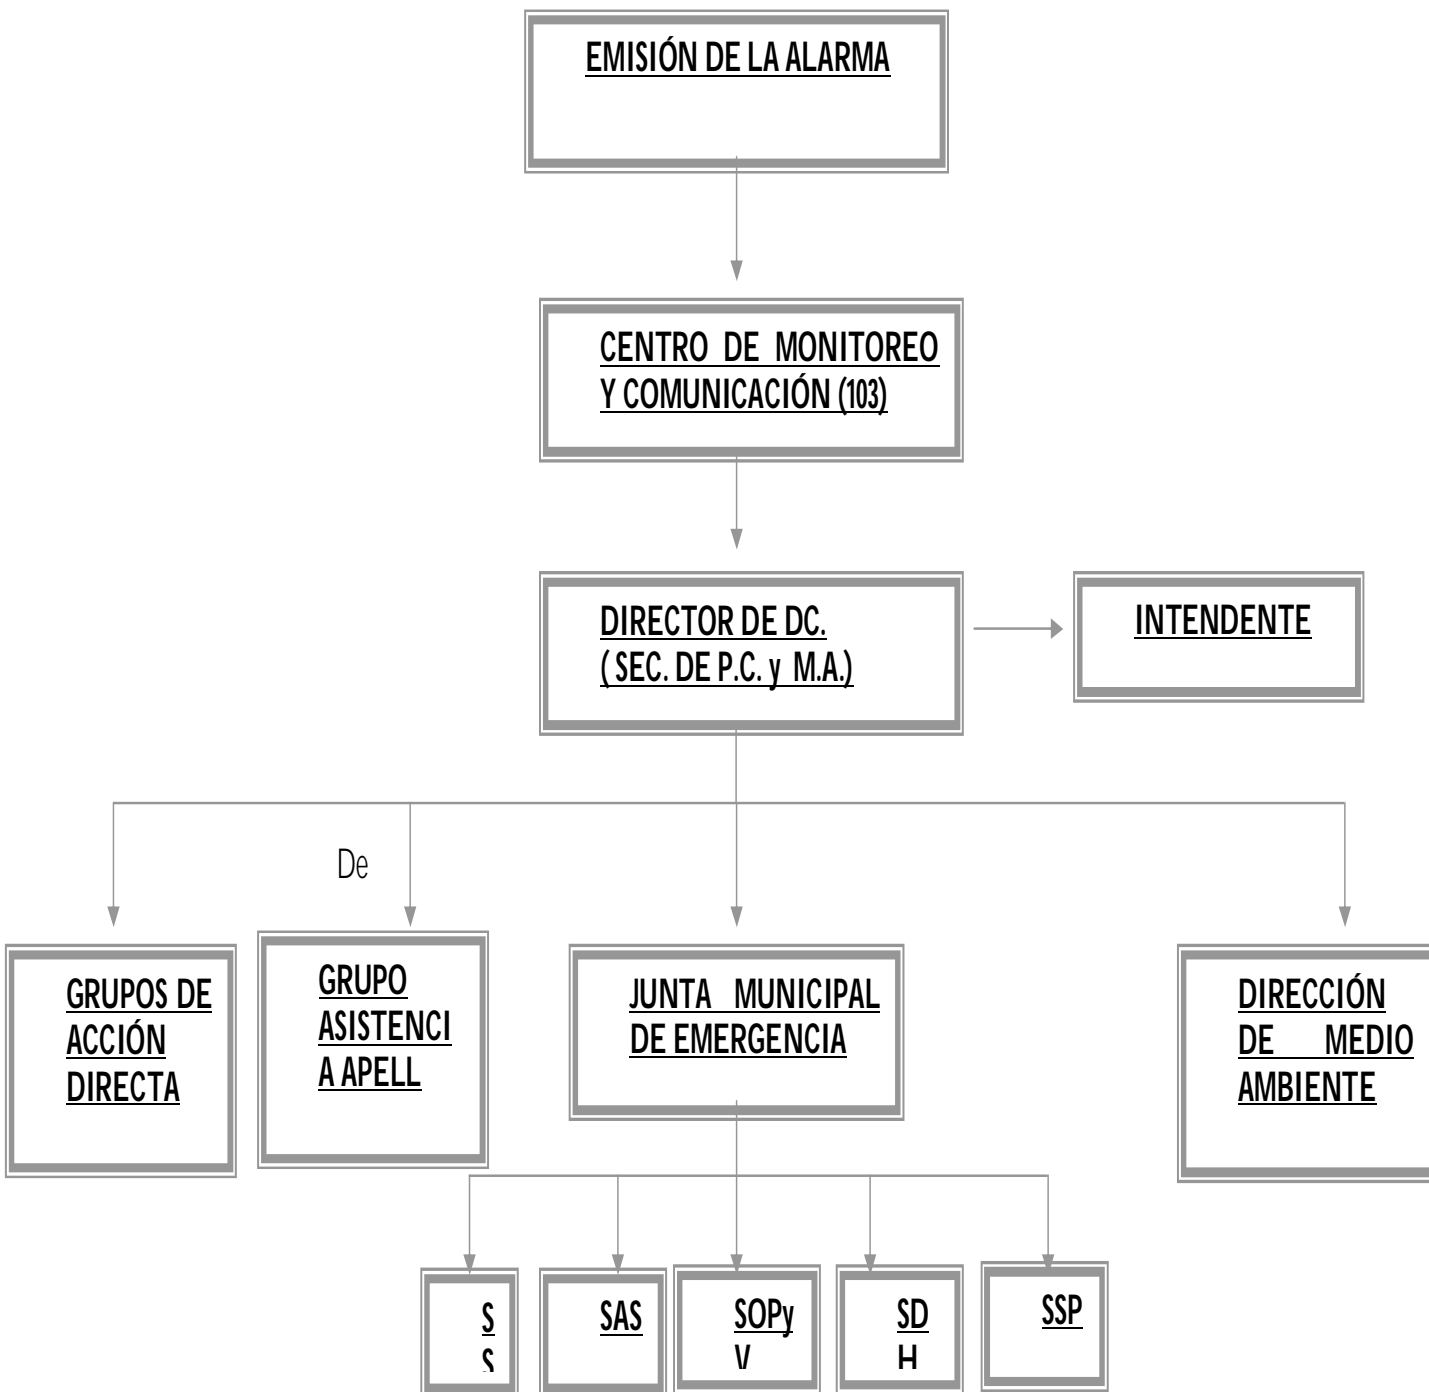 EMISIÓN DE LA ALARMA
CENTRO DE MONITOREO
Y COMUNICACIÓN (103)
DIRECTOR DE DC.
( SEC. DE P.C. y M.A.)
INTENDENTE
De
GRUPOS DE
ACCIÓN
DIRECTA
GRUPO
ASISTENCI
A APELL
JUNTA MUNICIPAL
DE EMERGENCIA
DIRECCIÓN
DE MEDIO
AMBIENTE
S
S
SAS
SOPy
V
SD
H
SSP